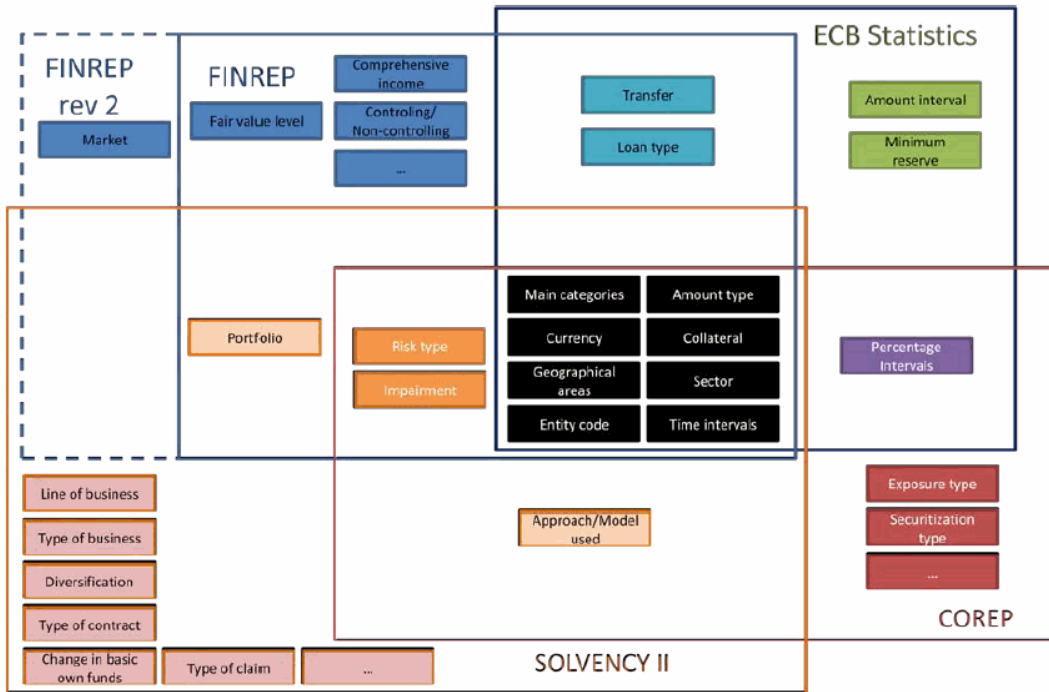 ECB Statistics
FINREP
rev 2
FINREP
Comprehensive
income
Transfer
Amount interval
Market
Fair value level
Controling/
Non-controlling
Loan type
Minimum
reserve
...
Main categories
Amount type
Portfolio
Risk type
Currency
Collateral
Percentage
Intervals
Impairment
Geographical
areas
Sector
Entity code
Time intervals
Line of business
Exposure type
Type of business
Approach/Model
used
Securitization
type
Diversification
...
Type of contract
COREP
Change in basic
own funds
Type of claim
...
SOLVENCY II